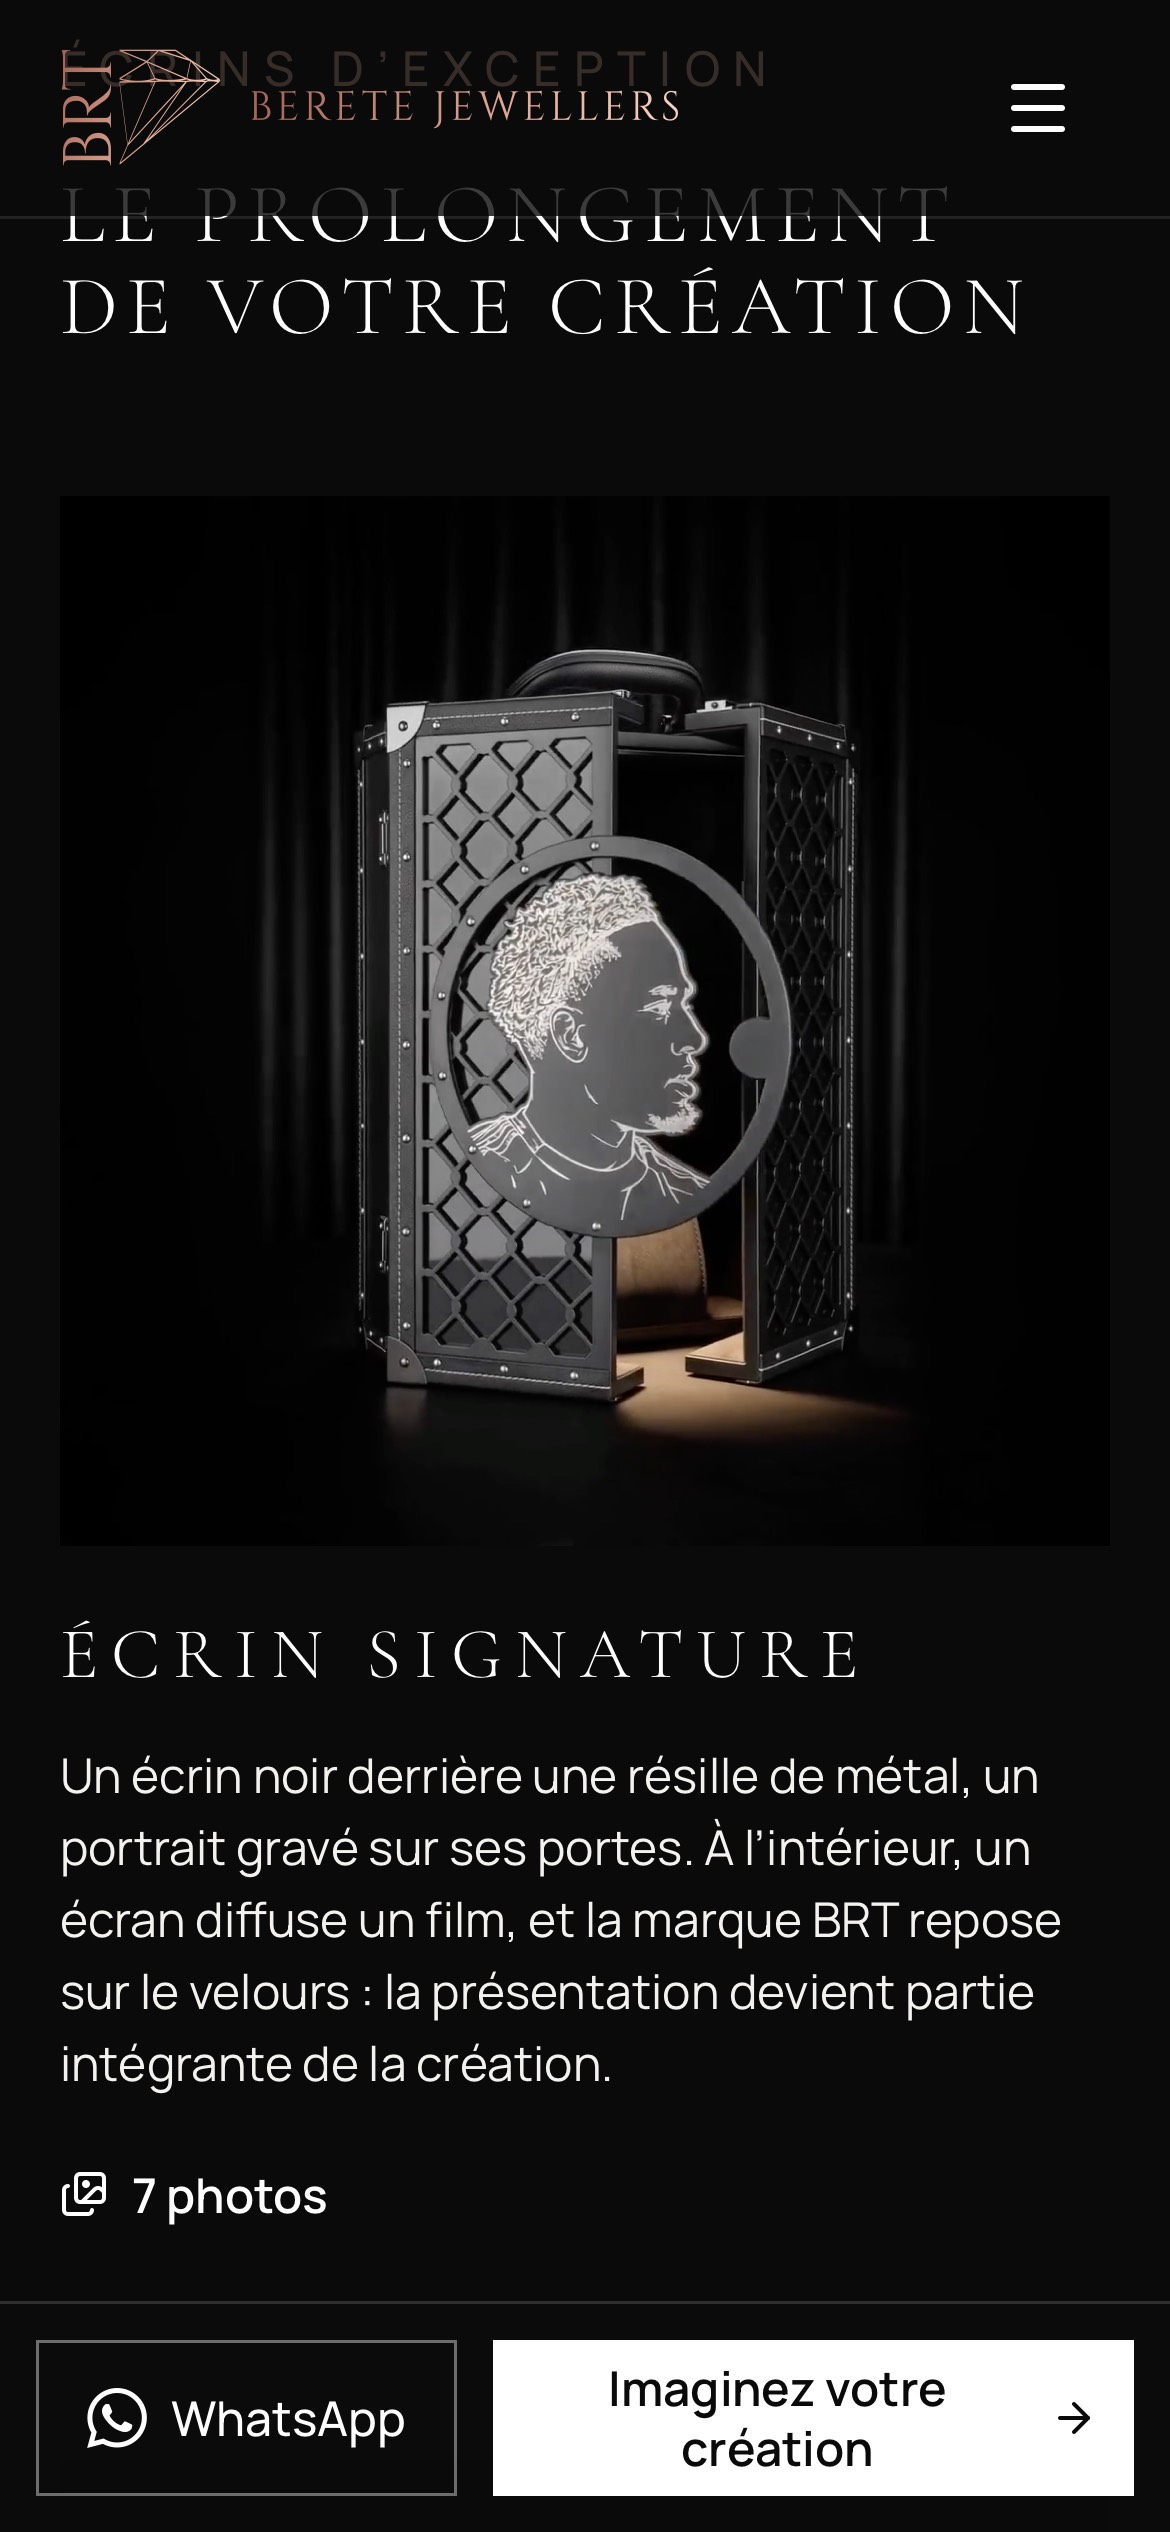 ÉCRINS D’EXCEPTION
BRT
BERETE JEWELLERS
LE PROLONGEMENT
DE VOTRE CRÉATION
ÉCRIN SIGNATURE
Un écrin noir derrière une résille de métal, un
portrait gravé sur ses portes. À l’intérieur, un
écran diffuse un film, et la marque BRT repose
sur le velours : la présentation devient partie
intégrante de la création.
7 photos
WhatsApp
Imaginez votre
création